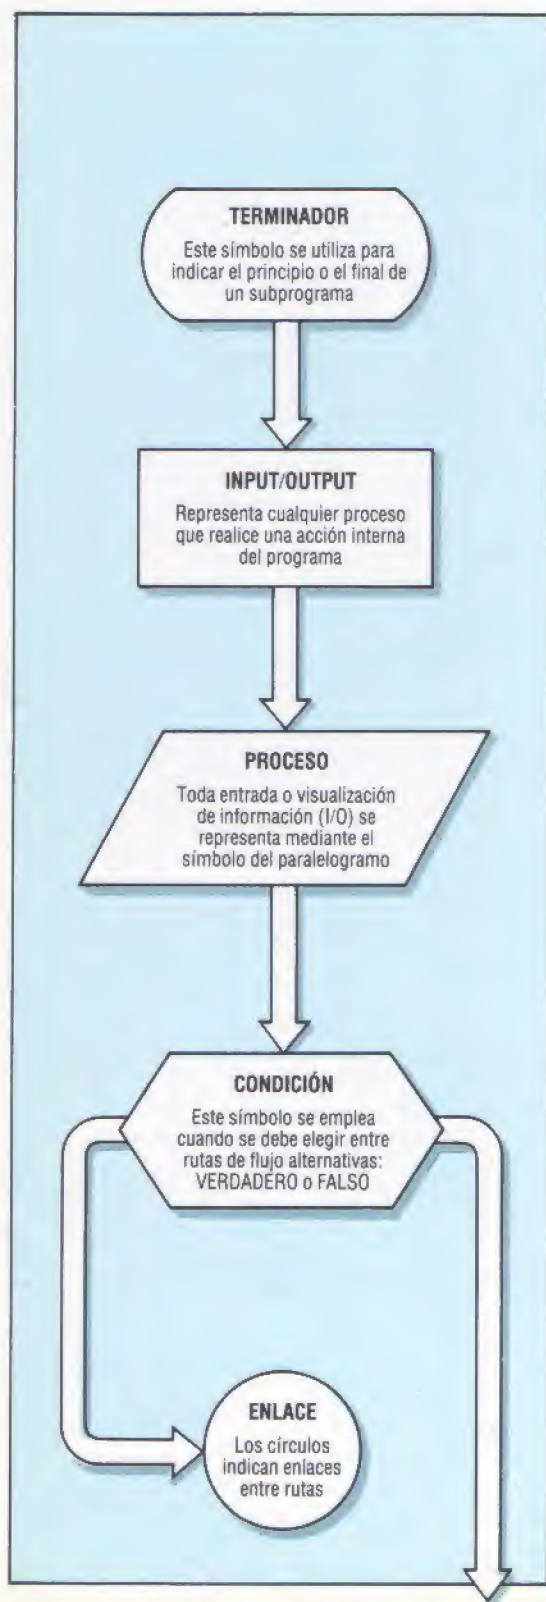 TERMINADOR
Este símbolo se utiliza para
indicar el principio o el final de
un subprograma
INPUT/OUTPUT
Representa cualquier proceso
que realice una acción interna
del programa
PROCESO
Toda entrada o visualización
de información (I/O) se
representa mediante el
símbolo del paralelogramo
CONDICIÓN
Este símbolo se emplea
cuando se debe elegir entre
rutas de flujo alternativas:
VERDADERO o FALSO
ENLACE
Los círculos
indican enlaces
entre rutas